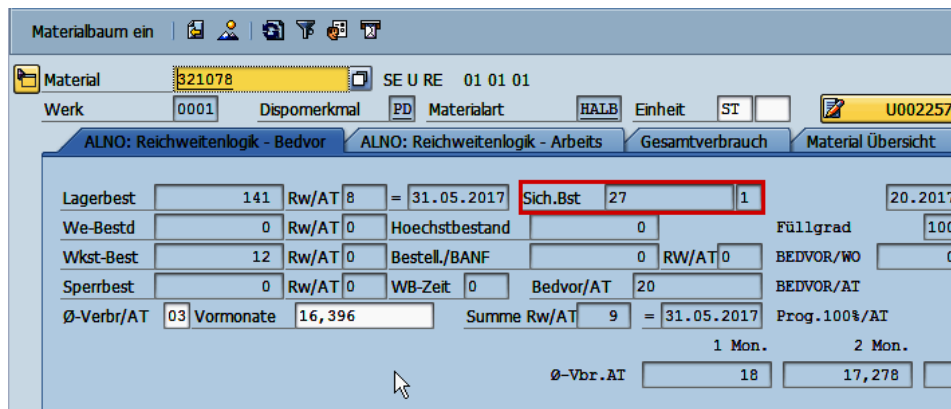 Materialbaum ein
Material 321078 SE U RE 01 01 01
Werk 0001 Dispomerkmal PD Materialart HALB Einheit ST U002257
ALNO: Reichweitenlogik - Bedvor ALNO: Reichweitenlogik - Arbeits Gesamtverbrauch Material Übersicht
Lagerbest 141 Rw/AT 8 = 31.05.2017 Sich.Bst 27 1 20.2017
We-Bestd 0 Rw/AT 0 Hoechstbestand 0 Füllgrad 100
Wkst-Best 12 Rw/AT 0 Bestell./BANF 0 RW/AT 0 BEDVOR/WO 0
Sperrbest 0 Rw/AT 0 WB-Zeit 0 Bedvor/AT 20 BEDVOR/AT
Ø-Verbr/AT 03 Vormonate 16,396 Summe Rw/AT 9 = 31.05.2017 Prog.100%/AT
1 Mon. 2 Mon.
Ø-Vbr.AT 18 17,278